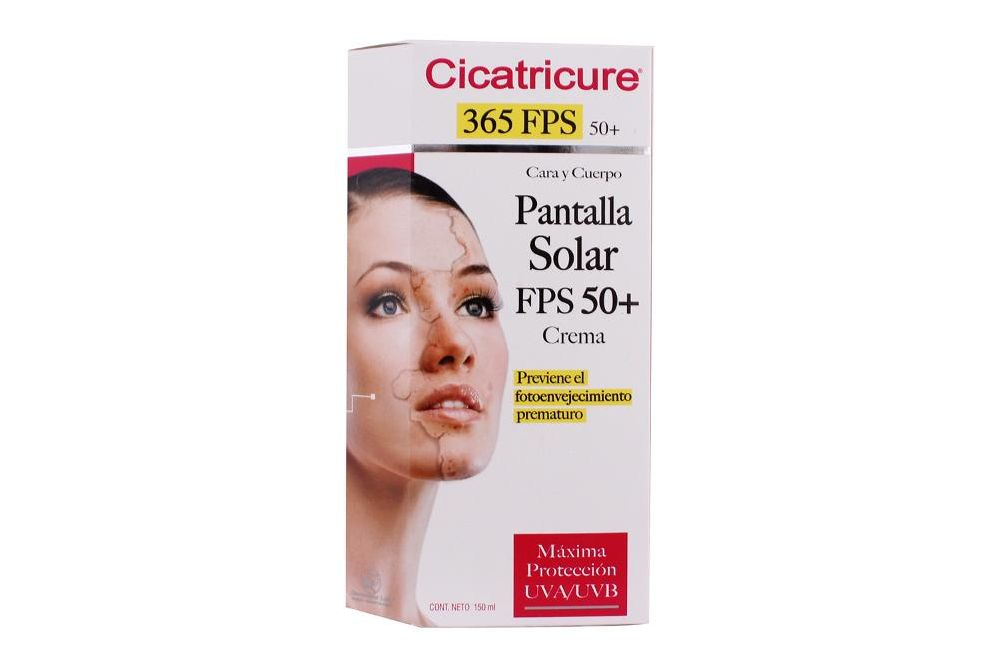 Cicatricure®
365 FPS 50+
Cara y Cuerpo
Pantalla
Solar
FPS 50+
Crema
Previene el
fotoenvejecimiento
prematuro
Máxima
Protección
UVA/UVB
CONT. NETO: 150 ml